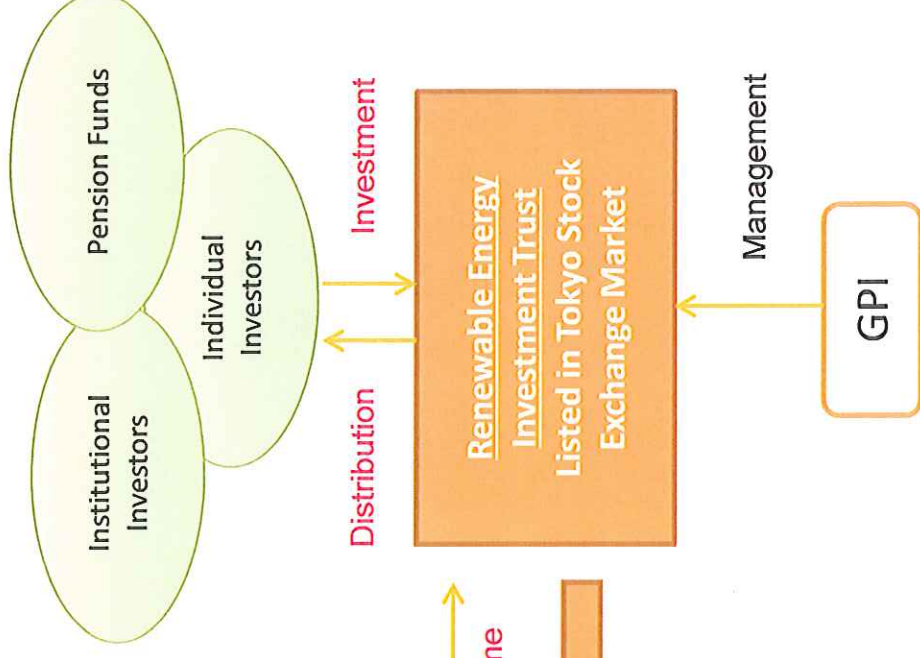 Institutional
Investors
Pension Funds
Individual
Investors
Distribution
Investment
Renewable Energy
Investment Trust
Listed in Tokyo Stock
Exchange Market
Management
GPI
me